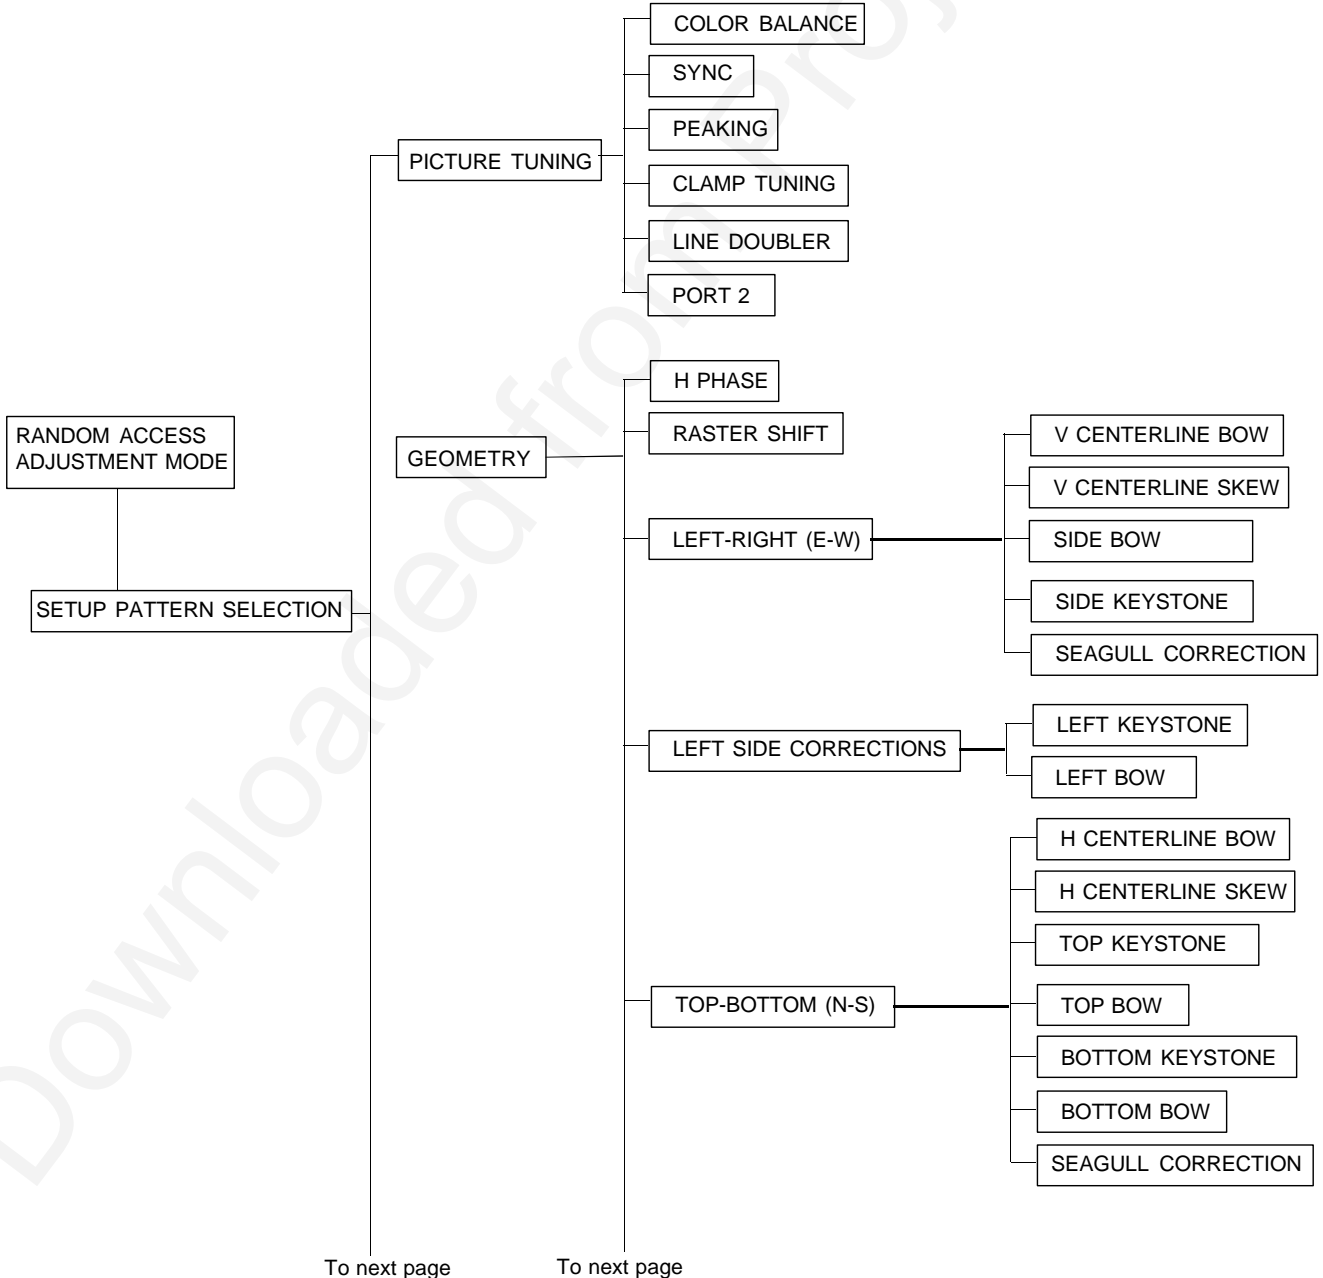 COLOR BALANCE
SYNC
PEAKING
PICTURE TUNING
CLAMP TUNING
LINE DOUBLER
PORT 2
H PHASE
RASTER SHIFT
RANDOM ACCESS
ADJUSTMENT MODE
GEOMETRY
LEFT-RIGHT (E-W)
V CENTERLINE BOW
V CENTERLINE SKEW
SIDE BOW
SIDE KEYSTONE
SEAGULL CORRECTION
SETUP PATTERN SELECTION
LEFT SIDE CORRECTIONS
LEFT KEYSTONE
LEFT BOW
TOP-BOTTOM (N-S)
H CENTERLINE BOW
H CENTERLINE SKEW
TOP KEYSTONE
TOP BOW
BOTTOM KEYSTONE
BOTTOM BOW
SEAGULL CORRECTION
To next page
To next page
Downloaded from